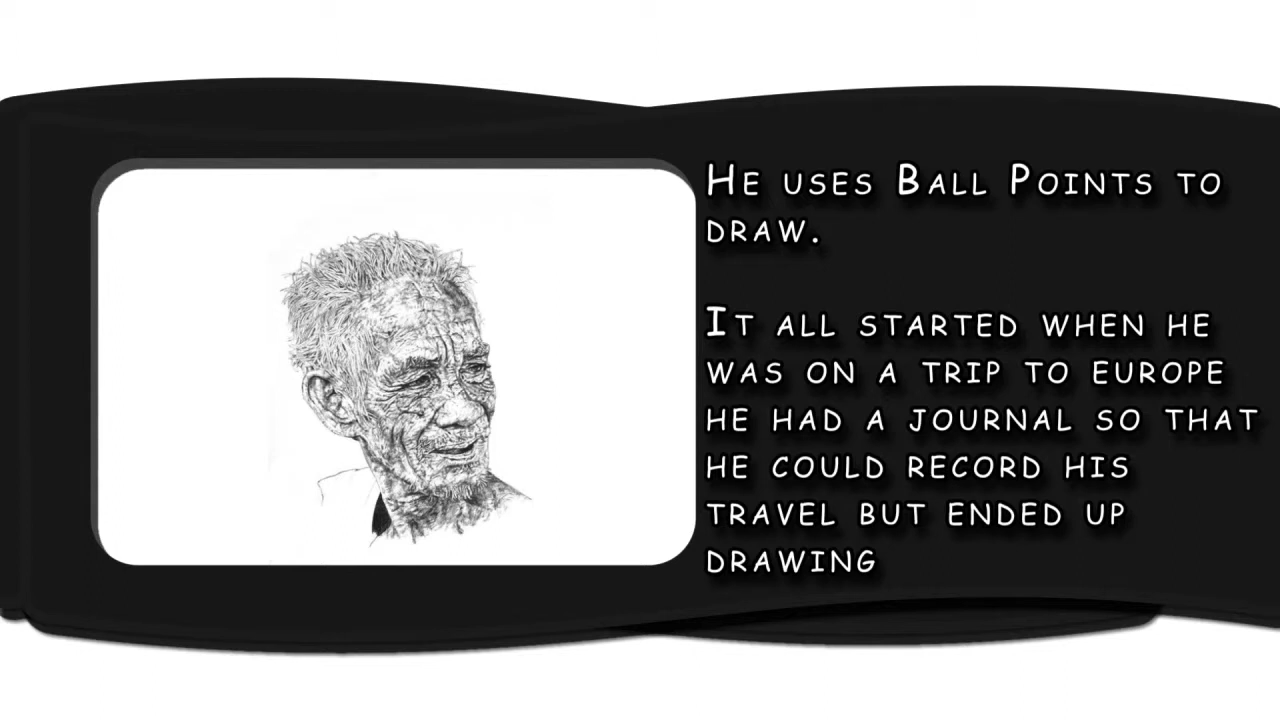 He uses Ball Points to
draw.
It all started when he
was on a trip to europe
he had a journal so that
he could record his
travel but ended up
drawing